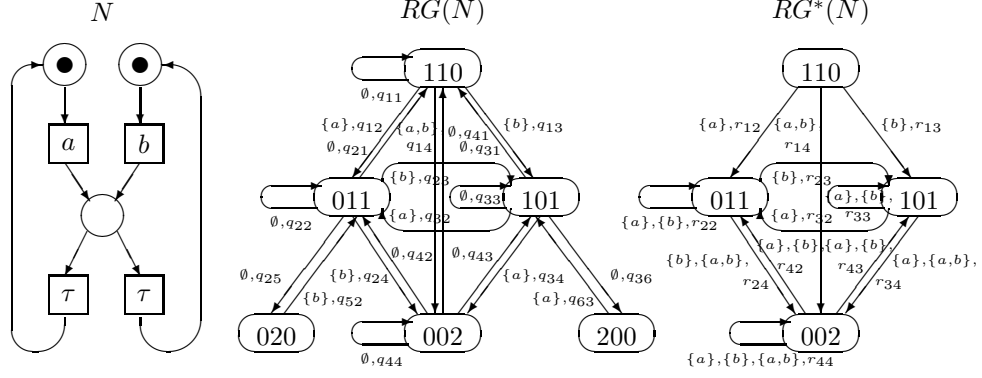 N RG(N) RG*(N)
110 110
∅,q₁₁
{a},q₁₂ {a,b}, ∅,q₄₁ {b},q₁₃ {a},r₁₂ {a,b}, {b},r₁₃
∅,q₂₁ q₁₄ ∅,q₃₁ r₁₄
a b
{b},q₂₃ {b},r₂₃
011 ∅,q₃₃ 101 011 {a},{b}, 101
∅,q₂₂ {a},q₃₂ {a},{b},r₂₂ {a},r₃₂ r₃₃
∅,q₂₅ {b},q₂₄ ∅,q₄₂ ∅,q₄₃ {a},q₃₄ ∅,q₃₆ {b},{a,b}, {a},{b}, {a},{b}, {a},{a,b},
{b},q₅₂ {a},q₆₃ r₂₄ r₄₂ r₄₃ r₃₄
τ τ
020 002 200 002
∅,q₄₄ {a},{b},{a,b},r₄₄